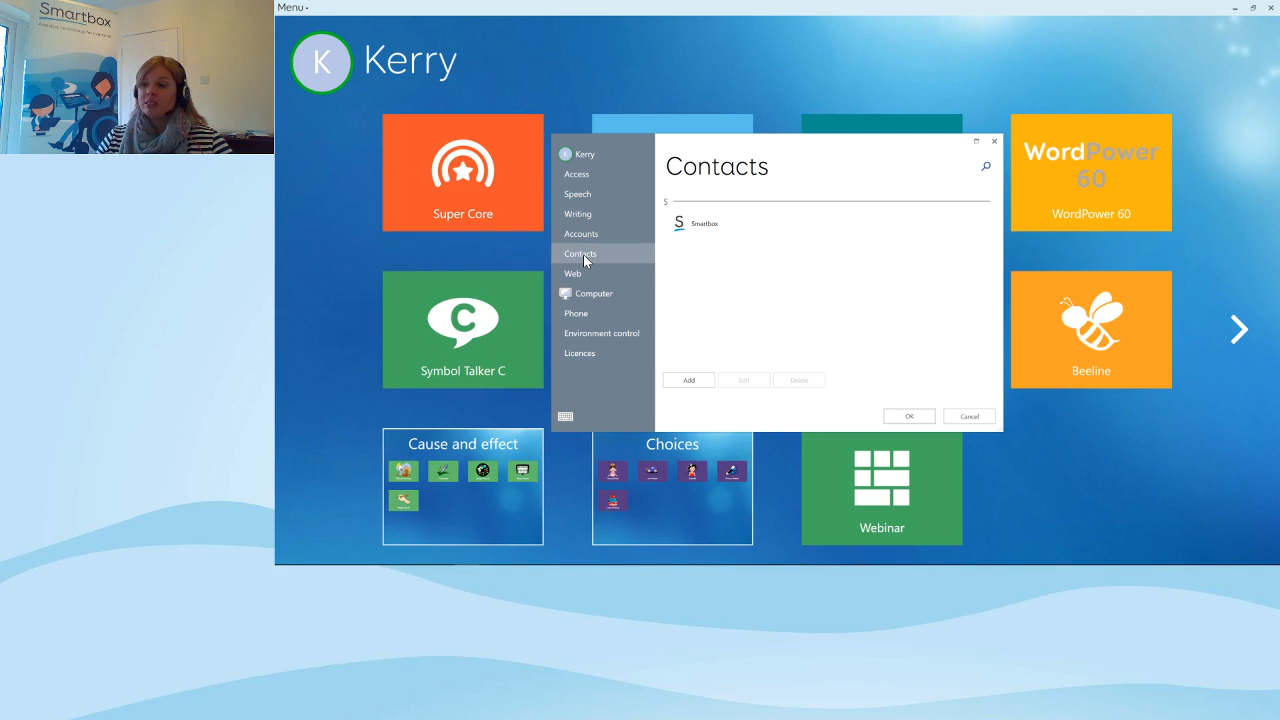 Smartbox
Menu
K Kerry
Super Core
WordPower
60
WordPower 60
Symbol Talker C
Beeline
Cause and effect
Choices
Webinar
K Kerry
Access
Speech
Writing
Accounts
Contacts
Web
Computer
Phone
Environment control
Licences
Contacts
S
S Smartbox
Add
Edit
Delete
OK
Cancel